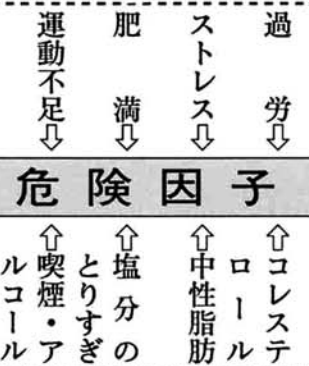 過労⇩
ストレス⇩
肥満⇩
運動不足⇩
危険因子
⇧コレステ
ロール
⇧中性脂肪
⇧塩分の
とりすぎ
⇧喫煙・ア
ルコール